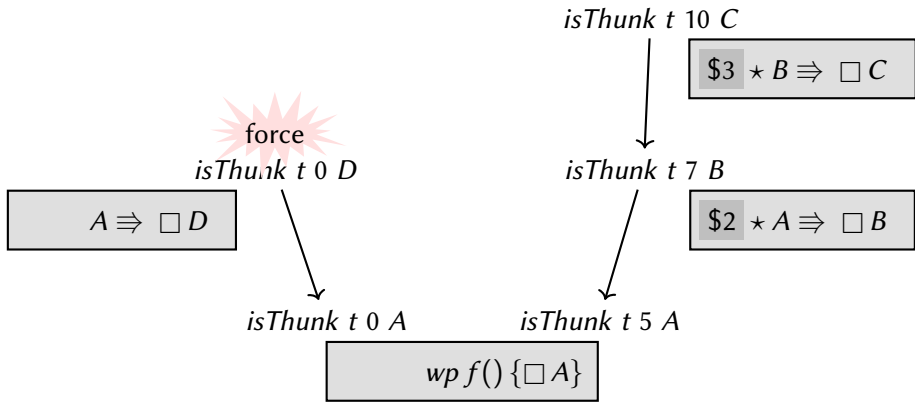 isThunk t 10 C
$3 ⋆ B ⇛ □ C
force
isThunk t 0 D
isThunk t 7 B
A ⇛ □ D
$2 ⋆ A ⇛ □ B
isThunk t 0 A
isThunk t 5 A
wp f() {□ A}